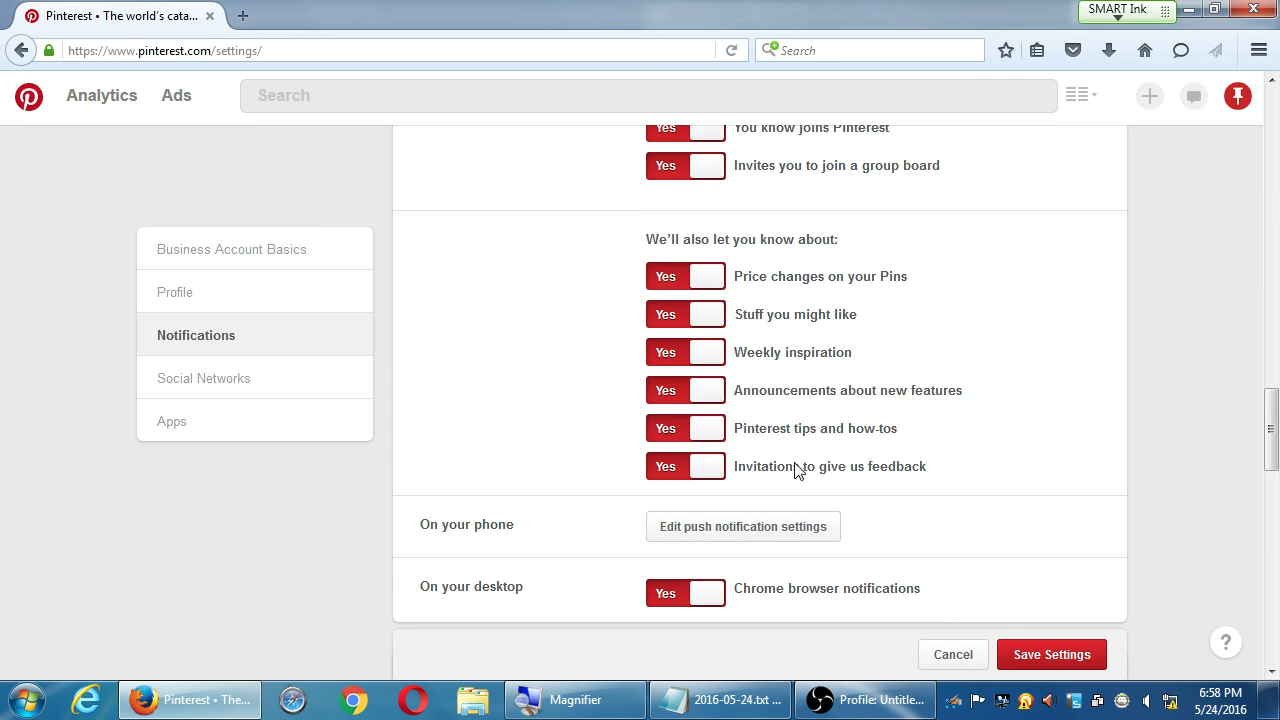 Pinterest • The world's cata...
SMART Ink
https://www.pinterest.com/settings/
Search
Analytics
Ads
Search
Yes You know joins Pinterest
Yes Invites you to join a group board
Business Account Basics
Profile
Notifications
Social Networks
Apps
We'll also let you know about:
Yes Price changes on your Pins
Yes Stuff you might like
Yes Weekly inspiration
Yes Announcements about new features
Yes Pinterest tips and how-tos
Yes Invitations to give us feedback
On your phone
Edit push notification settings
On your desktop
Yes Chrome browser notifications
Cancel
Save Settings
?
Pinterest • The...
Magnifier
2016-05-24.txt ...
Profile: Untitle...
6:58 PM
5/24/2016